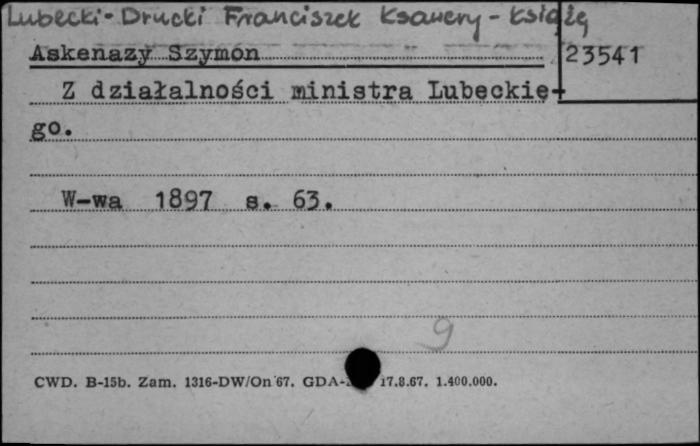 Lubecki-Drucki Franciszek Ksawery - książę
Askenazy Szymon
23541
Z działalności ministra Lubeckie-
go.
W-wa 1897 s. 63.
9
CWD. B-15b. Zam. 1316-DW/On 67. GDA- 17.8.67. 1.400.000.